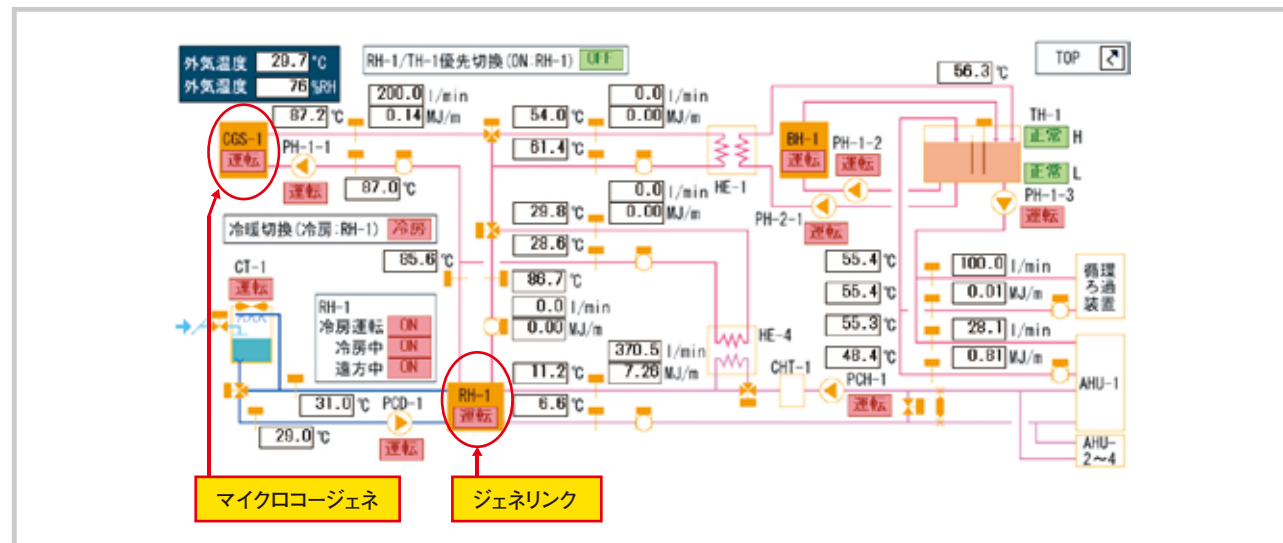 外気温度 29.7 ℃
外気温度 76 %RH
RH-1/TH-1優先切換(ON:RH-1) OFF
TOP
56.3 ℃
200.0 l/min
0.14 MJ/m
87.2 ℃
0.0 l/min
0.00 MJ/m
54.0 ℃
61.4 ℃
CGS-1
運転
PH-1-1
運転
87.0 ℃
HE-1
BH-1
運転
PH-1-2
運転
TH-1
正常 H
正常 L
PH-1-3
運転
PH-2-1
運転
0.0 l/min
0.00 MJ/m
29.8 ℃
28.6 ℃
冷暖切換(冷房:RH-1) 冷房
85.6 ℃
86.7 ℃
0.0 l/min
0.00 MJ/m
CT-1
運転
RH-1
冷房運転 ON
冷房中 ON
遠方中 ON
55.4 ℃
55.4 ℃
55.3 ℃
48.4 ℃
100.0 l/min
0.01 MJ/m
28.1 l/min
0.81 MJ/m
循環
ろ過
装置
HE-4
370.5 l/min
7.26 MJ/m
11.2 ℃
6.6 ℃
CHT-1
PCH-1
運転
AHU-1
AHU-
2～4
RH-1
運転
31.0 ℃
PCD-1
運転
29.0 ℃
マイクロコージェネ
ジェネリンク